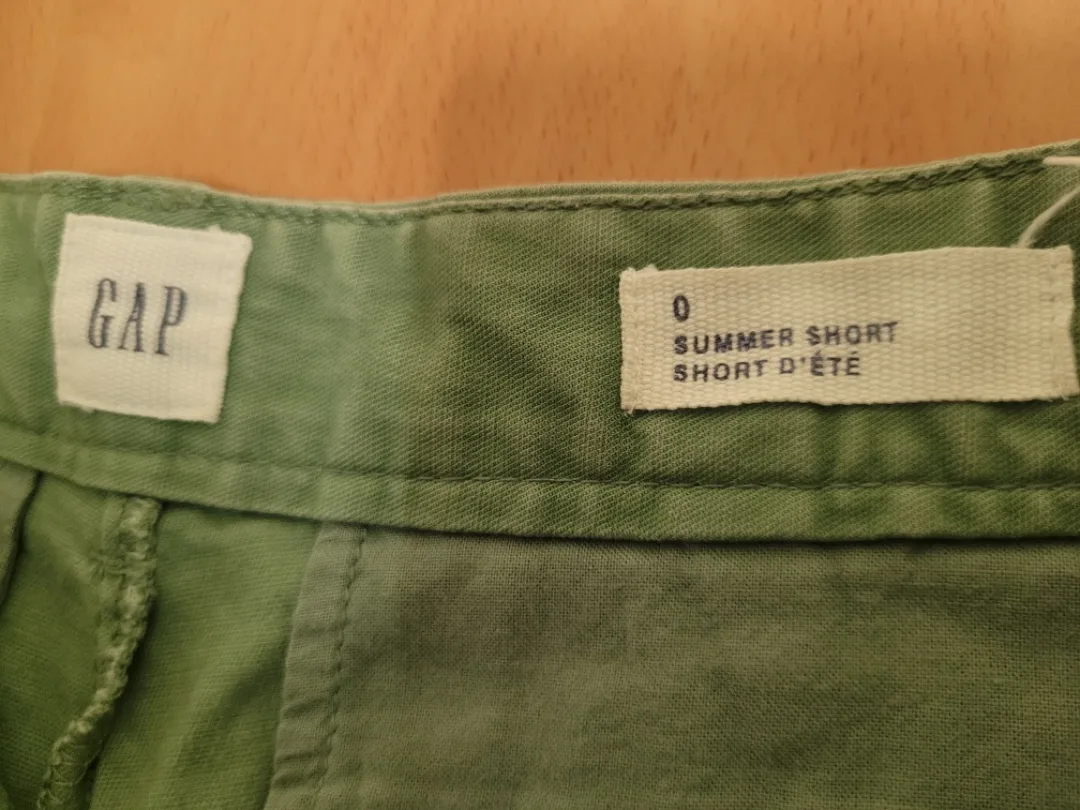 GAP
0
SUMMER SHORT
SHORT D'ÉTÉ